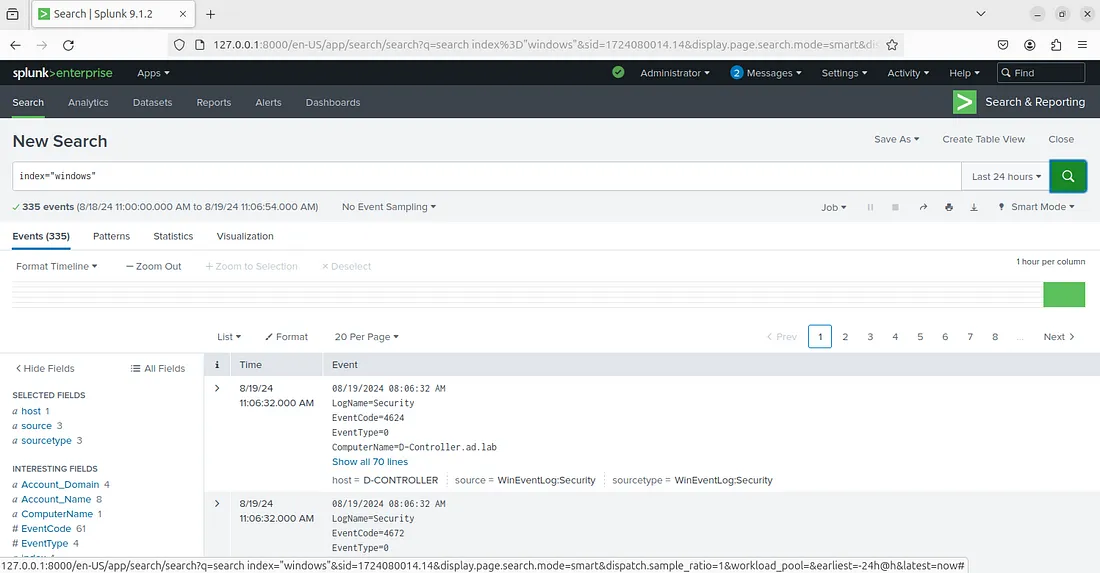 Search | Splunk 9.1.2
127.0.0.1:8000/en-US/app/search/search?q=search index%3D"windows"&sid=1724080014.14&display.page.search.mode=smart&dis
splunk>enterprise Apps Administrator 2 Messages Settings Activity Help Find
Search Analytics Datasets Reports Alerts Dashboards > Search & Reporting
New Search Save As Create Table View Close
index="windows" Last 24 hours
335 events (8/18/24 11:00:00.000 AM to 8/19/24 11:06:54.000 AM) No Event Sampling Job Smart Mode
Events (335) Patterns Statistics Visualization
Format Timeline — Zoom Out + Zoom to Selection × Deselect 1 hour per column
List Format 20 Per Page < Prev 1 2 3 4 5 6 7 8 ... Next >
< Hide Fields All Fields i Time Event
SELECTED FIELDS
a host 1
a source 3
a sourcetype 3
INTERESTING FIELDS
a Account_Domain 4
a Account_Name 8
a ComputerName 1
# EventCode 61
# EventType 4
> 8/19/24 08/19/2024 08:06:32 AM
11:06:32.000 AM LogName=Security
EventCode=4624
EventType=0
ComputerName=D-Controller.ad.lab
Show all 70 lines
host = D-CONTROLLER source = WinEventLog:Security sourcetype = WinEventLog:Security
> 8/19/24 08/19/2024 08:06:32 AM
11:06:32.000 AM LogName=Security
EventCode=4672
EventType=0
127.0.0.1:8000/en-US/app/search/search?q=search index="windows"&sid=1724080014.14&display.page.search.mode=smart&dispatch.sample_ratio=1&workload_pool=&earliest=-24h@h&latest=now#